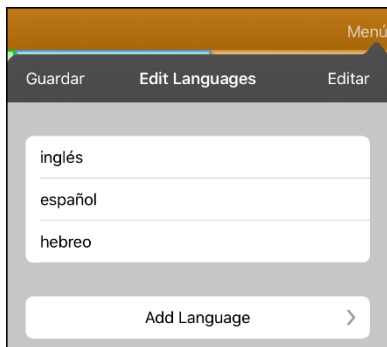 Menú
Guardar Edit Languages Editar
inglés
español
hebreo
Add Language